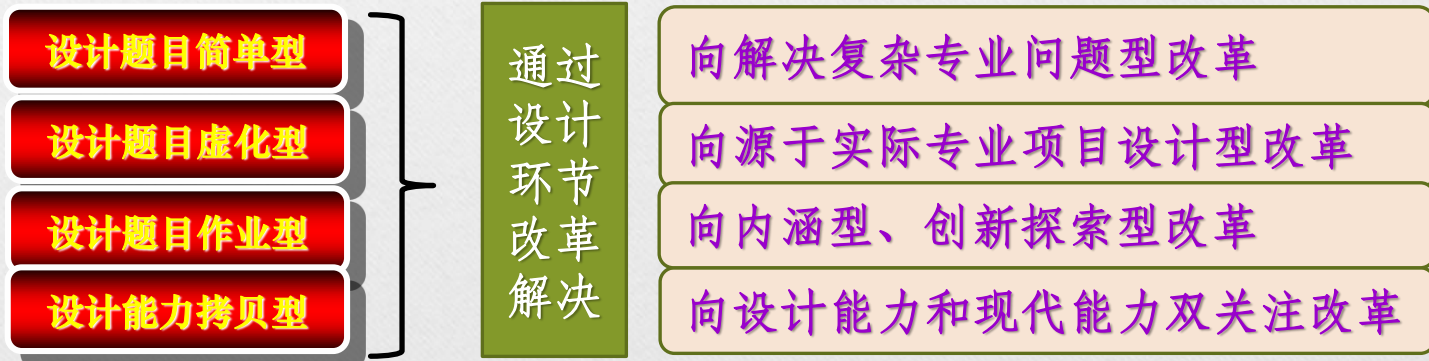 设计题目简单型
设计题目虚化型
设计题目作业型
设计能力拷贝型
通过
设计
环节
改革
解决
向解决复杂专业问题型改革
向源于实际专业项目设计型改革
向内涵型、创新探索型改革
向设计能力和现代能力双关注改革